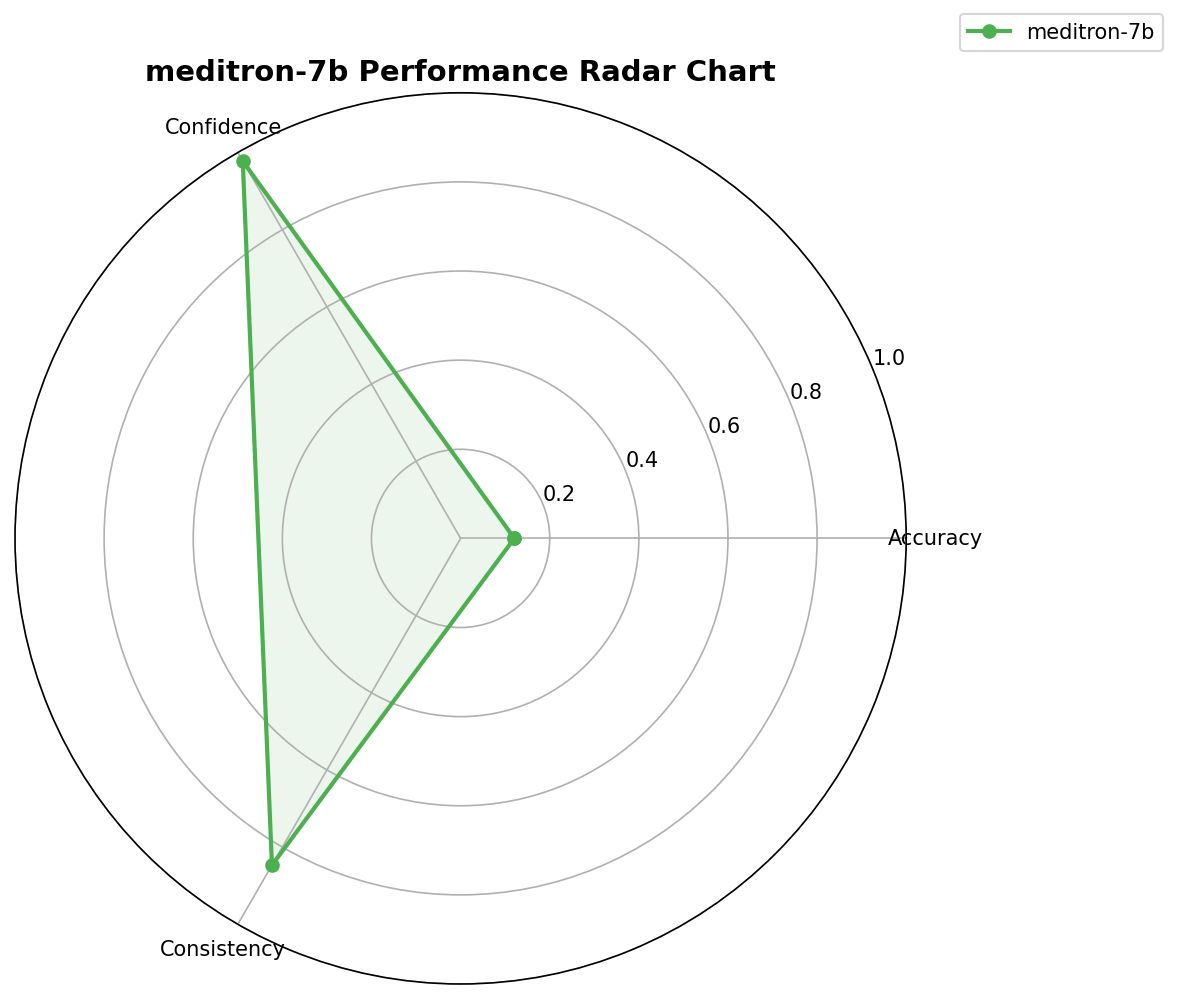 meditron-7b
meditron-7b Performance Radar Chart
Confidence
1.0
0.8
0.6
0.4
0.2
Accuracy
Consistency